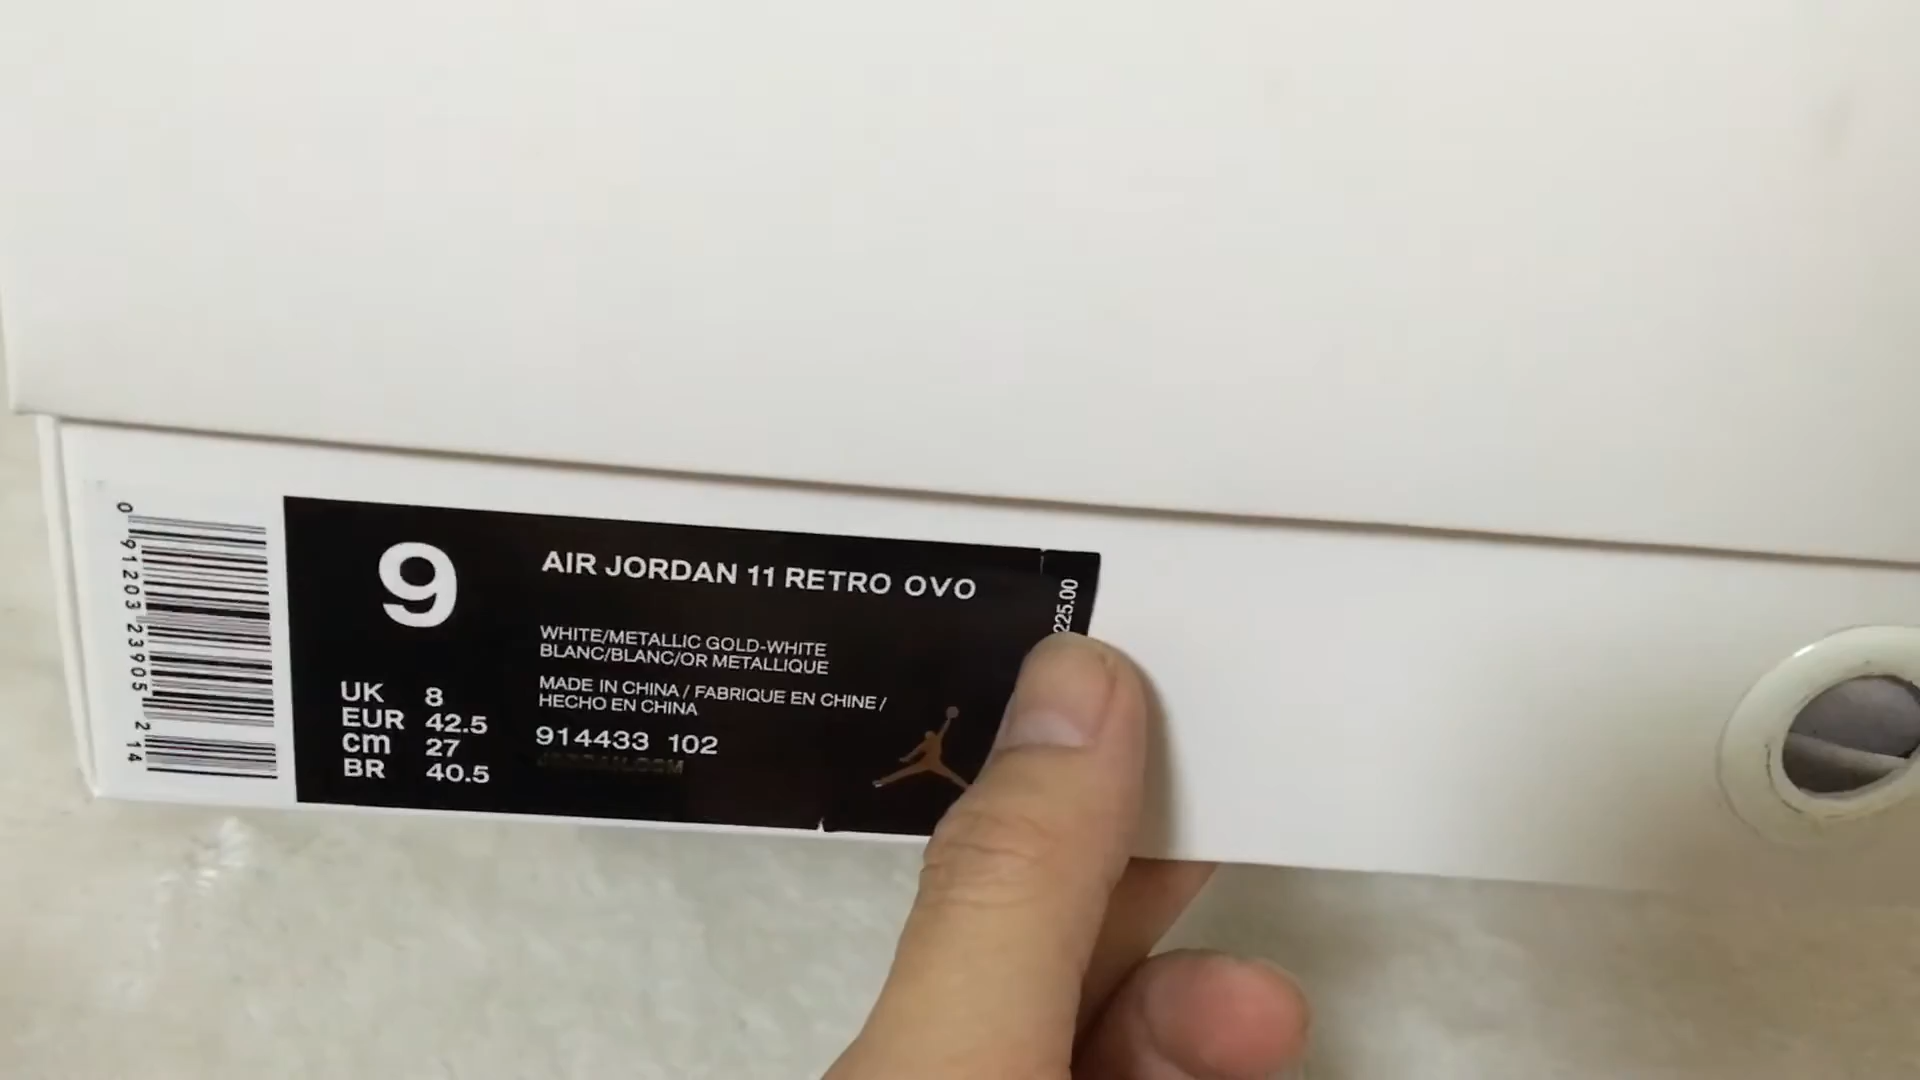 0 91203 23905 2 14
9
UK 8
EUR 42.5
cm 27
BR 40.5
AIR JORDAN 11 RETRO OVO
WHITE/METALLIC GOLD-WHITE
BLANC/BLANC/OR METALLIQUE
MADE IN CHINA / FABRIQUE EN CHINE /
HECHO EN CHINA
914433 102
JORDAN.COM
225.00